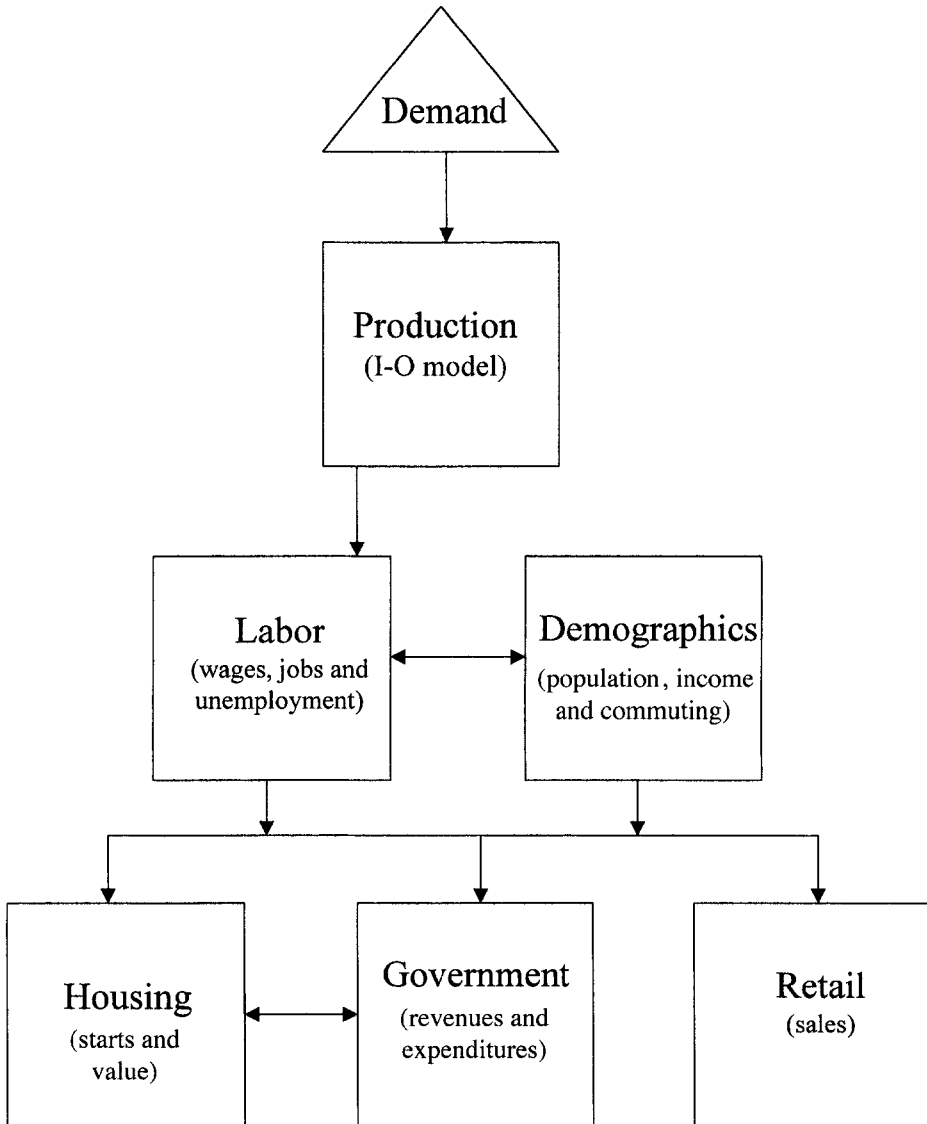 Demand
Production
(I-O model)
Labor
(wages, jobs and
unemployment)
Demographics
(population, income
and commuting)
Housing
(starts and
value)
Government
(revenues and
expenditures)
Retail
(sales)